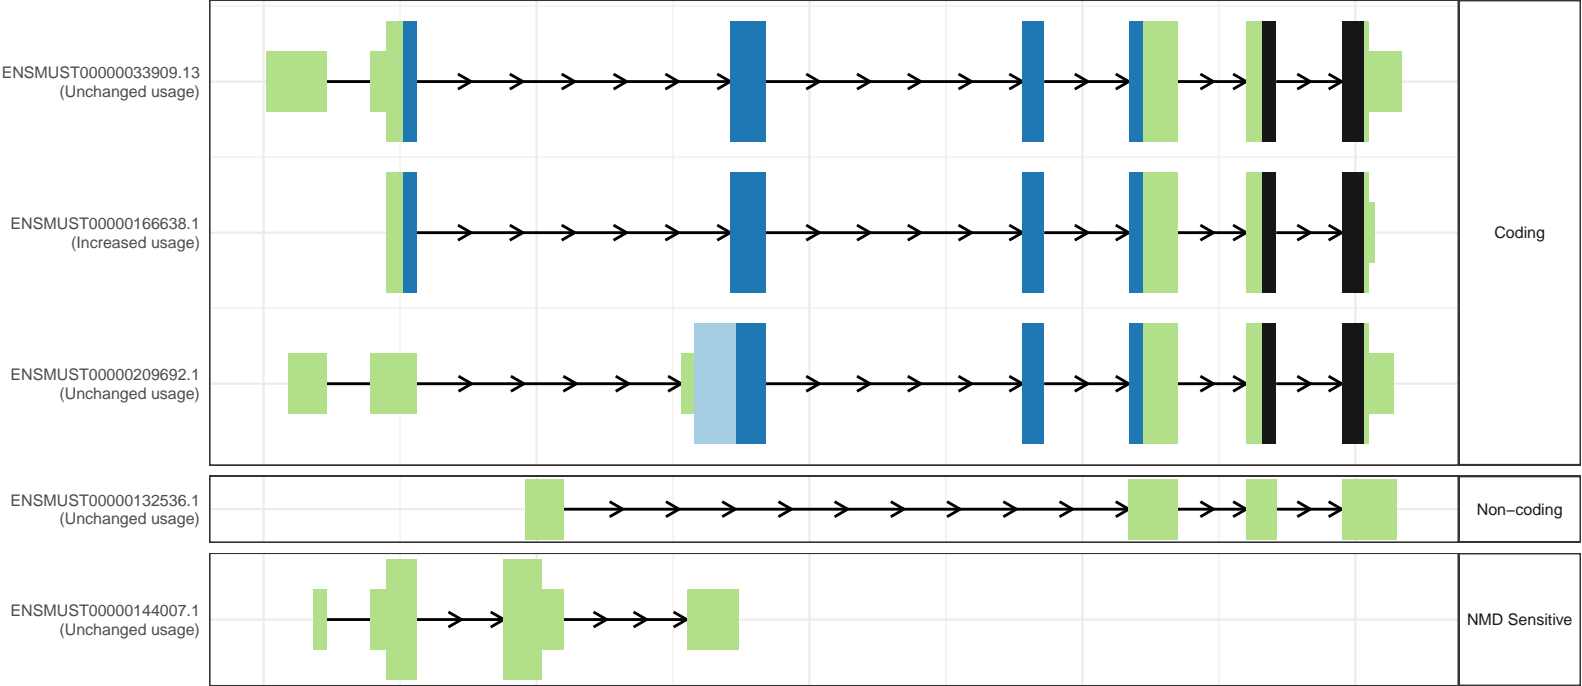 ENSMUST00000033909.13
(Unchanged usage)
ENSMUST00000166638.1
(Increased usage)
Coding
ENSMUST00000209692.1
(Unchanged usage)
ENSMUST00000132536.1
(Unchanged usage)
Non−coding
ENSMUST00000144007.1
(Unchanged usage)
NMD Sensitive